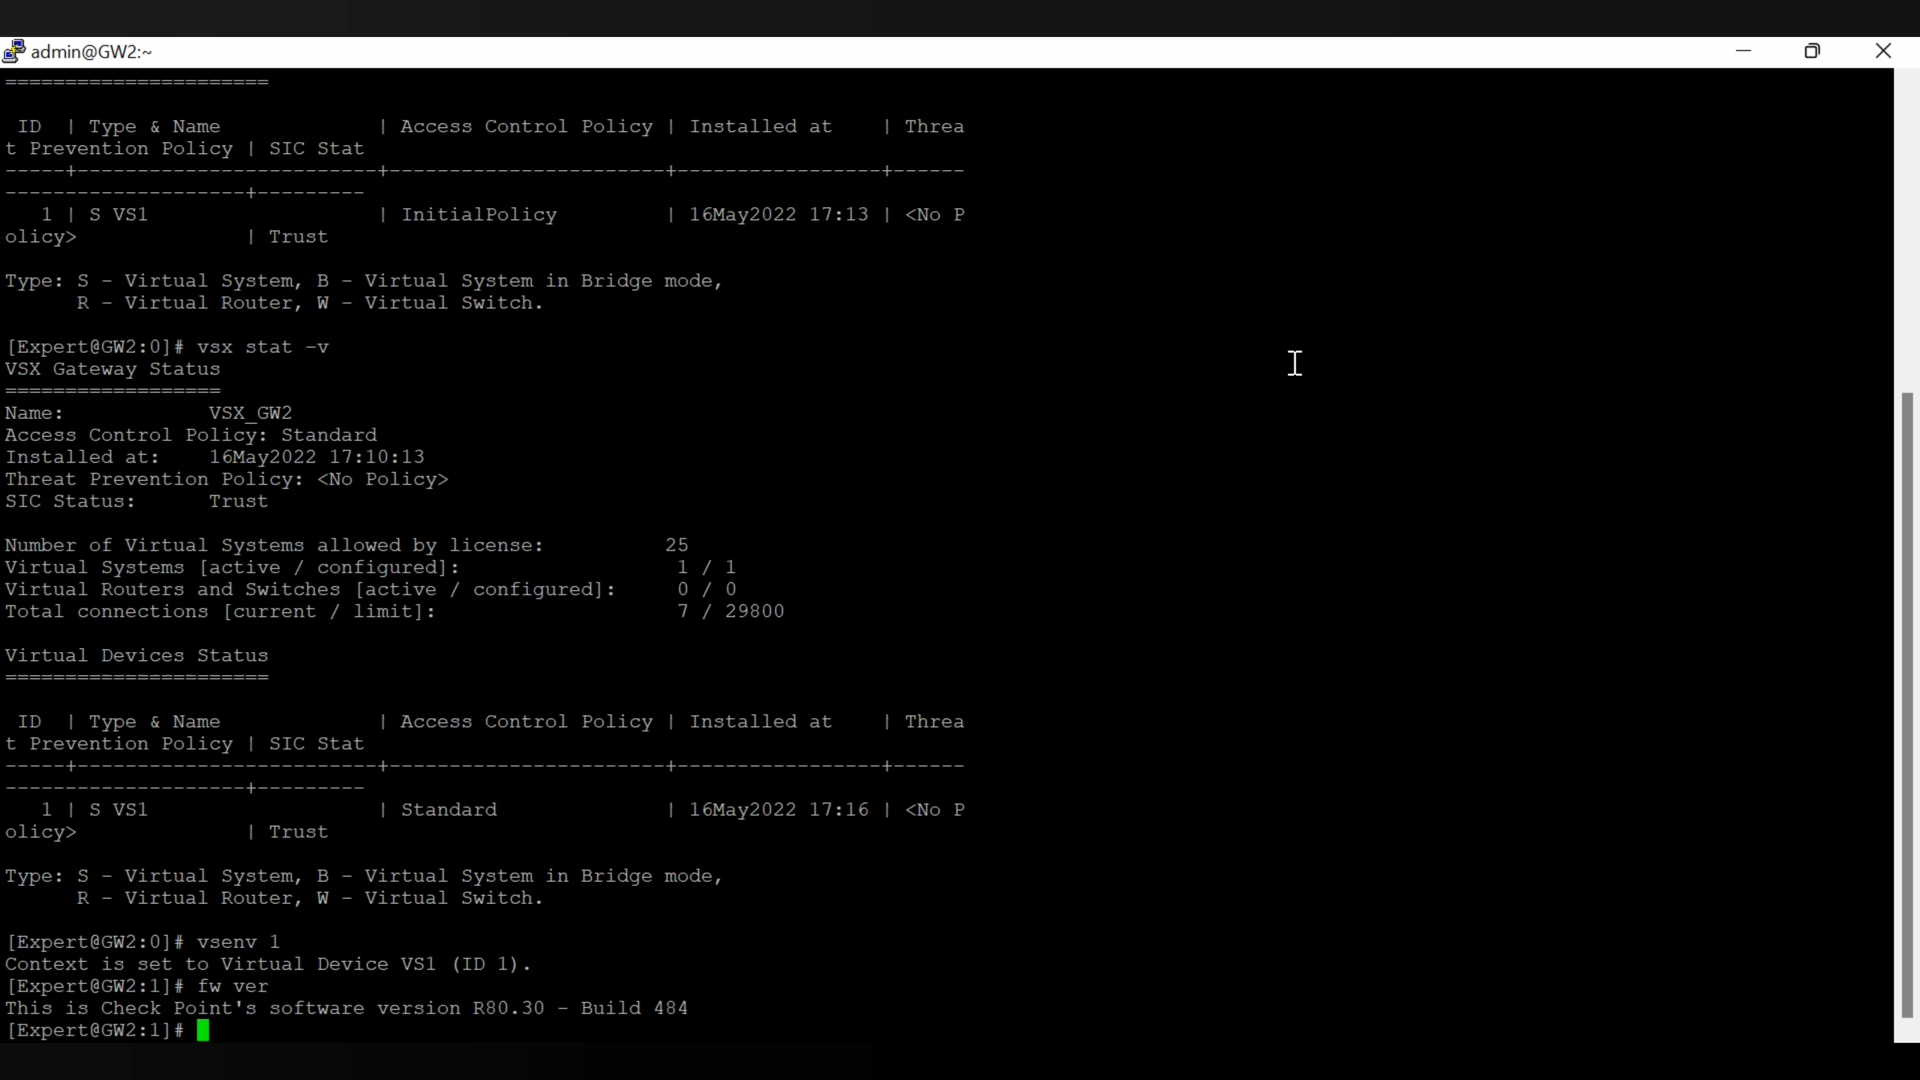 admin@GW2:~
======================
ID | Type & Name | Access Control Policy | Installed at | Threa
t Prevention Policy | SIC Stat
-----+-------------------------+-----------------------+-----------------+------
--------------------+---------
1 | S VS1 | InitialPolicy | 16May2022 17:13 | <No P
olicy> | Trust
Type: S - Virtual System, B - Virtual System in Bridge mode,
R - Virtual Router, W - Virtual Switch.
[Expert@GW2:0]# vsx stat -v
VSX Gateway Status
==================
Name: VSX_GW2
Access Control Policy: Standard
Installed at: 16May2022 17:10:13
Threat Prevention Policy: <No Policy>
SIC Status: Trust
Number of Virtual Systems allowed by license: 25
Virtual Systems [active / configured]: 1 / 1
Virtual Routers and Switches [active / configured]: 0 / 0
Total connections [current / limit]: 7 / 29800
Virtual Devices Status
======================
ID | Type & Name | Access Control Policy | Installed at | Threa
t Prevention Policy | SIC Stat
-----+-------------------------+-----------------------+-----------------+------
--------------------+---------
1 | S VS1 | Standard | 16May2022 17:16 | <No P
olicy> | Trust
Type: S - Virtual System, B - Virtual System in Bridge mode,
R - Virtual Router, W - Virtual Switch.
[Expert@GW2:0]# vsenv 1
Context is set to Virtual Device VS1 (ID 1).
[Expert@GW2:1]# fw ver
This is Check Point's software version R80.30 - Build 484
[Expert@GW2:1]#